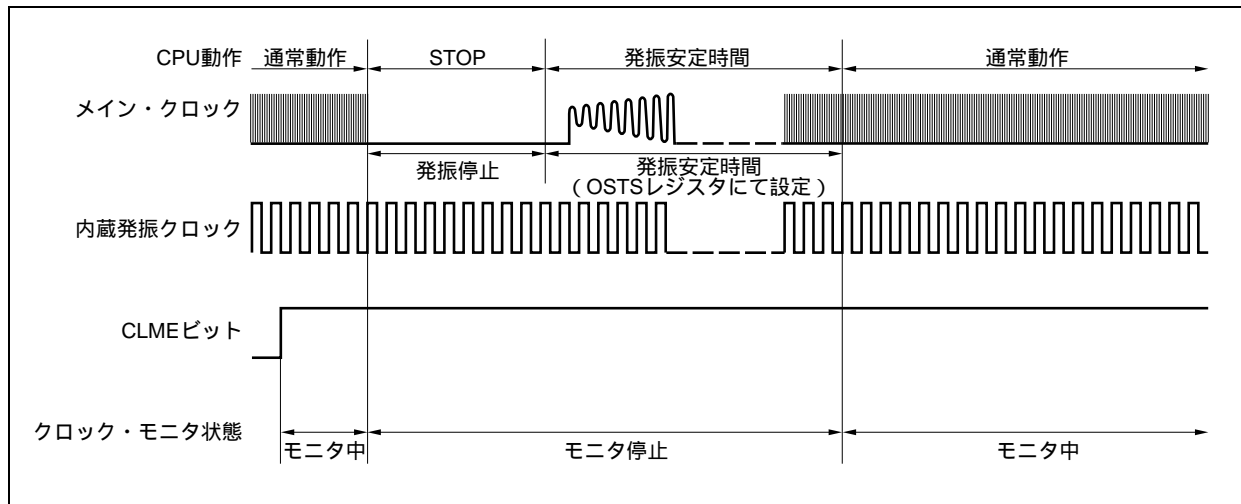 CPU動作 通常動作 STOP 発振安定時間 通常動作
メイン・クロック
発振停止 発振安定時間
（OSTSレジスタにて設定）
内蔵発振クロック
CLMEビット
クロック・モニタ状態
モニタ中 モニタ停止 モニタ中